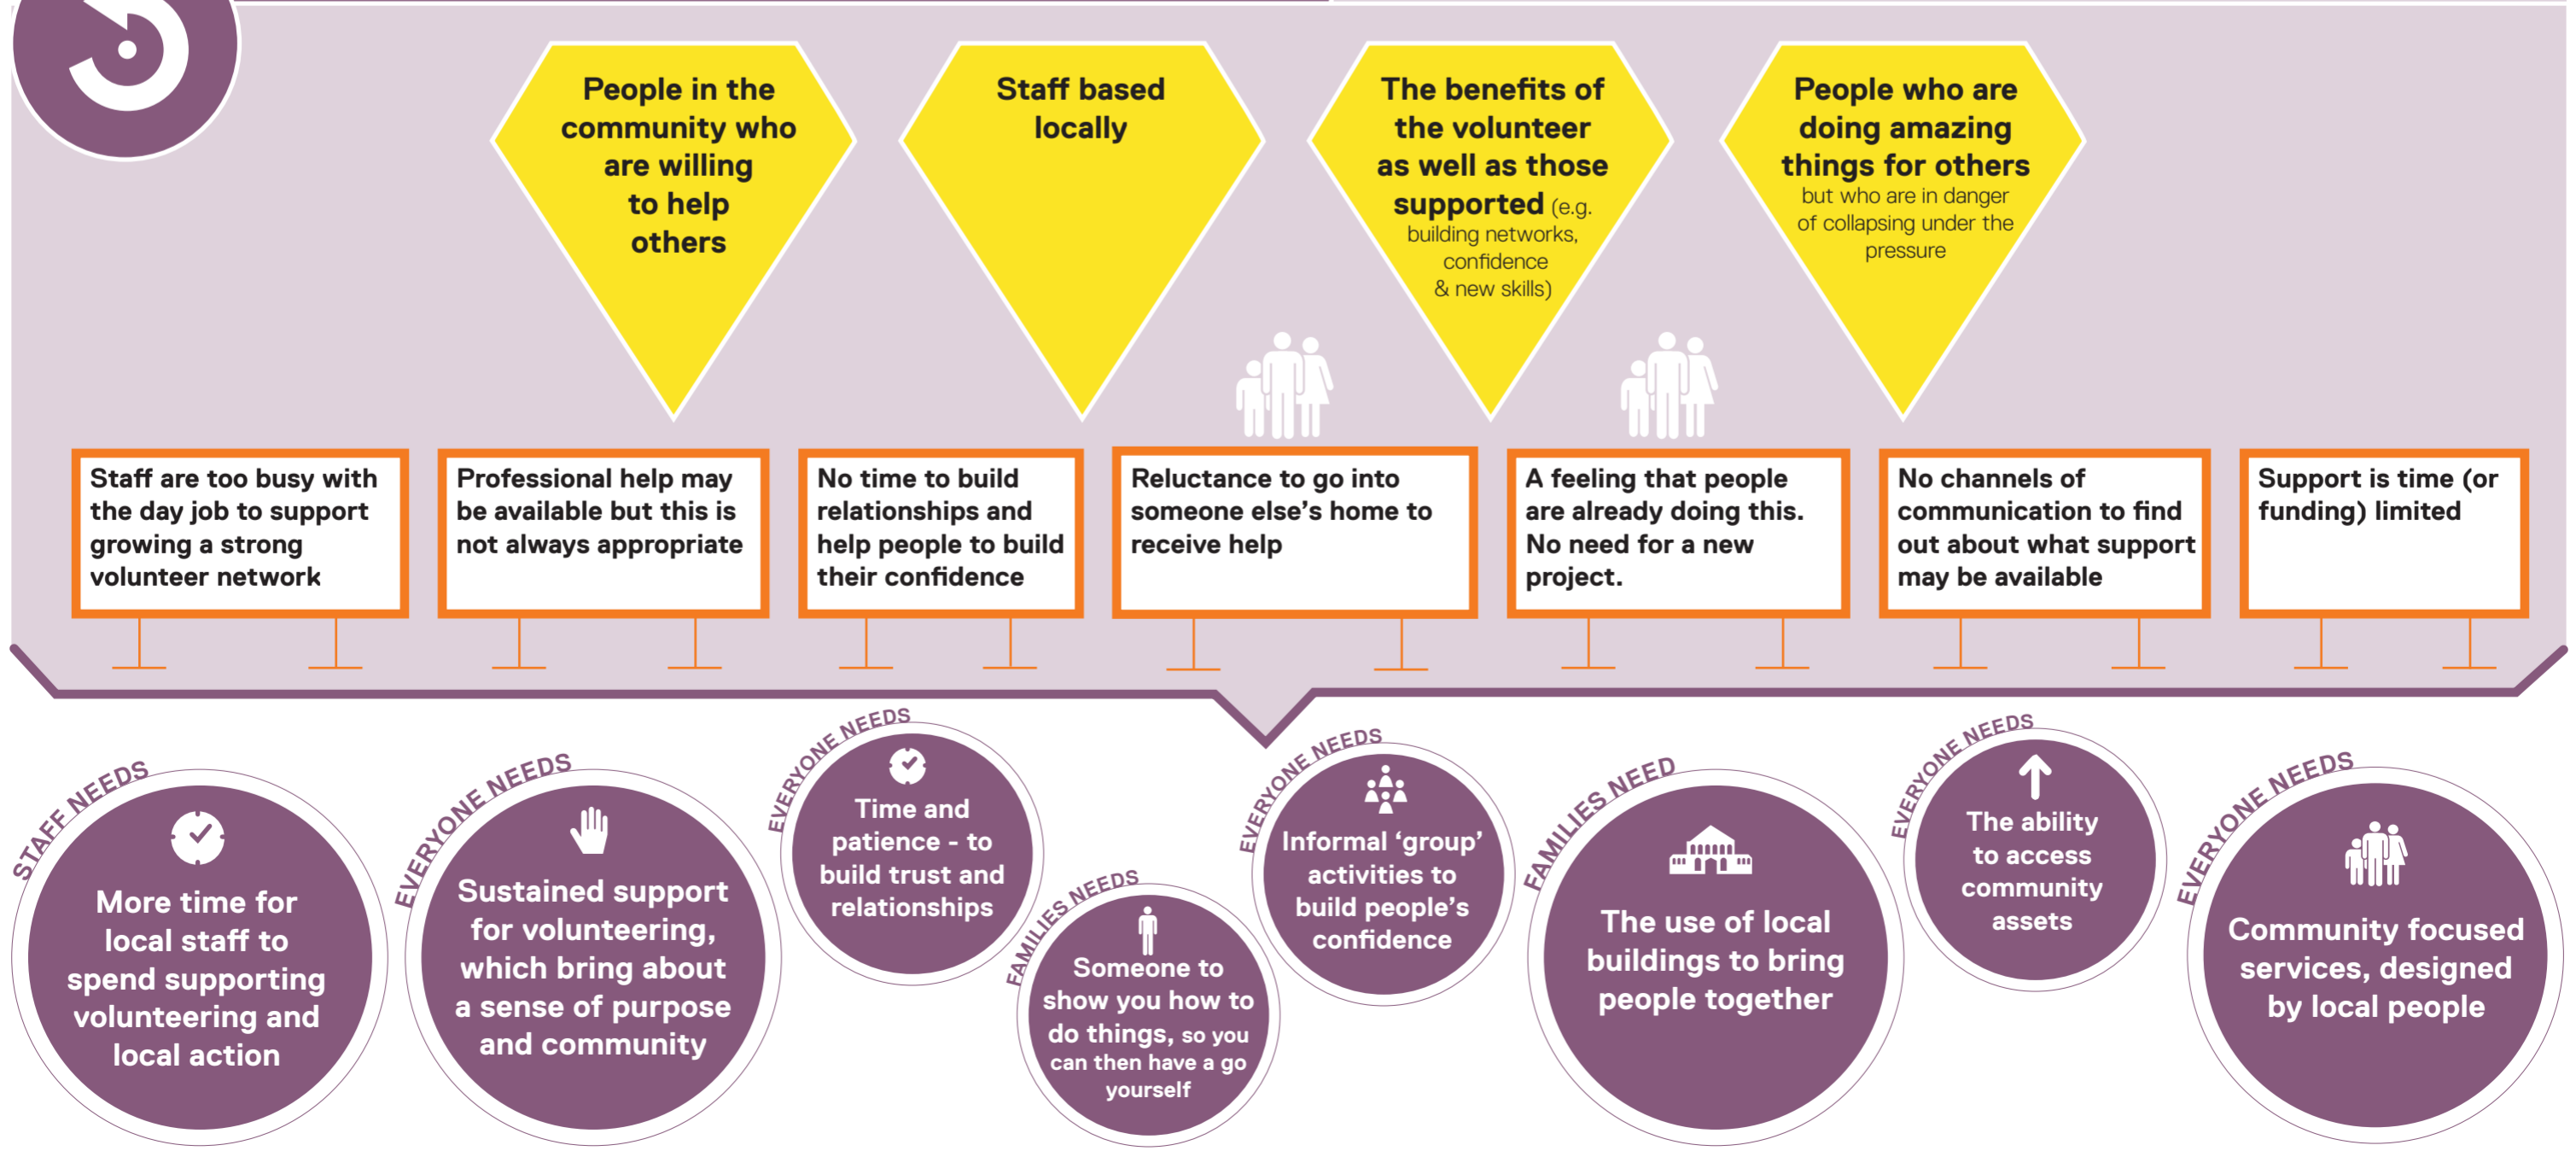 People in the
community who
are willing
to help
others
Staff based
locally
The benefits of
the volunteer
as well as those
supported (e.g.
building networks,
confidence
& new skills)
People who are
doing amazing
things for others
but who are in danger
of collapsing under the
pressure
Staff are too busy with
the day job to support
growing a strong
volunteer network
Professional help may
be available but this is
not always appropriate
No time to build
relationships and
help people to build
their confidence
Reluctance to go into
someone else's home to
receive help
A feeling that people
are already doing this.
No need for a new
project.
No channels of
communication to find
out about what support
may be available
Support is time (or
funding) limited
STAFF NEEDS
More time for
local staff to
spend supporting
volunteering and
local action
EVERYONE NEEDS
Sustained support
for volunteering,
which bring about
a sense of purpose
and community
EVERYONE NEEDS
Time and
patience - to
build trust and
relationships
FAMILIES NEEDS
Someone to
show you how to
do things, so you
can then have a go
yourself
EVERYONE NEEDS
Informal ‘group’
activities to
build people's
confidence
FAMILIES NEED
The use of local
buildings to bring
people together
EVERYONE NEEDS
The ability
to access
community
assets
EVERYONE NEEDS
Community focused
services, designed
by local people